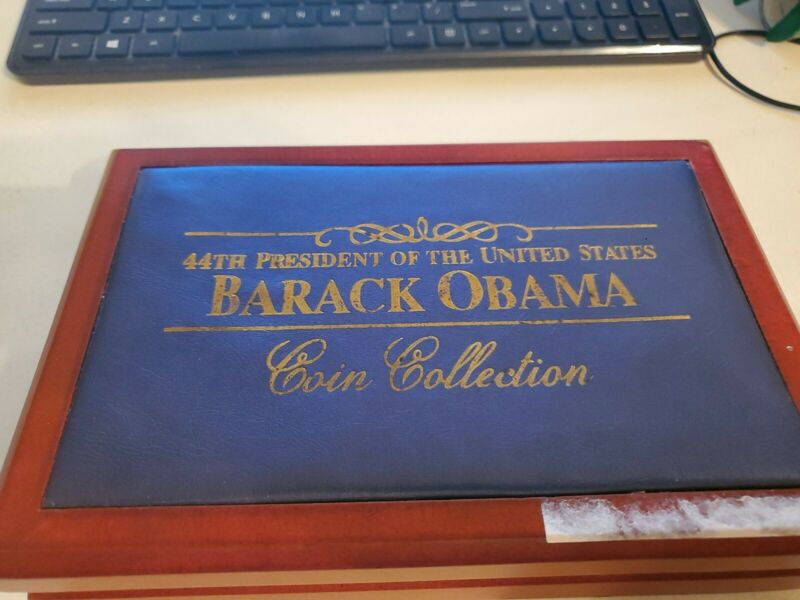 44TH PRESIDENT OF THE UNITED STATES
BARACK OBAMA
Coin Collection